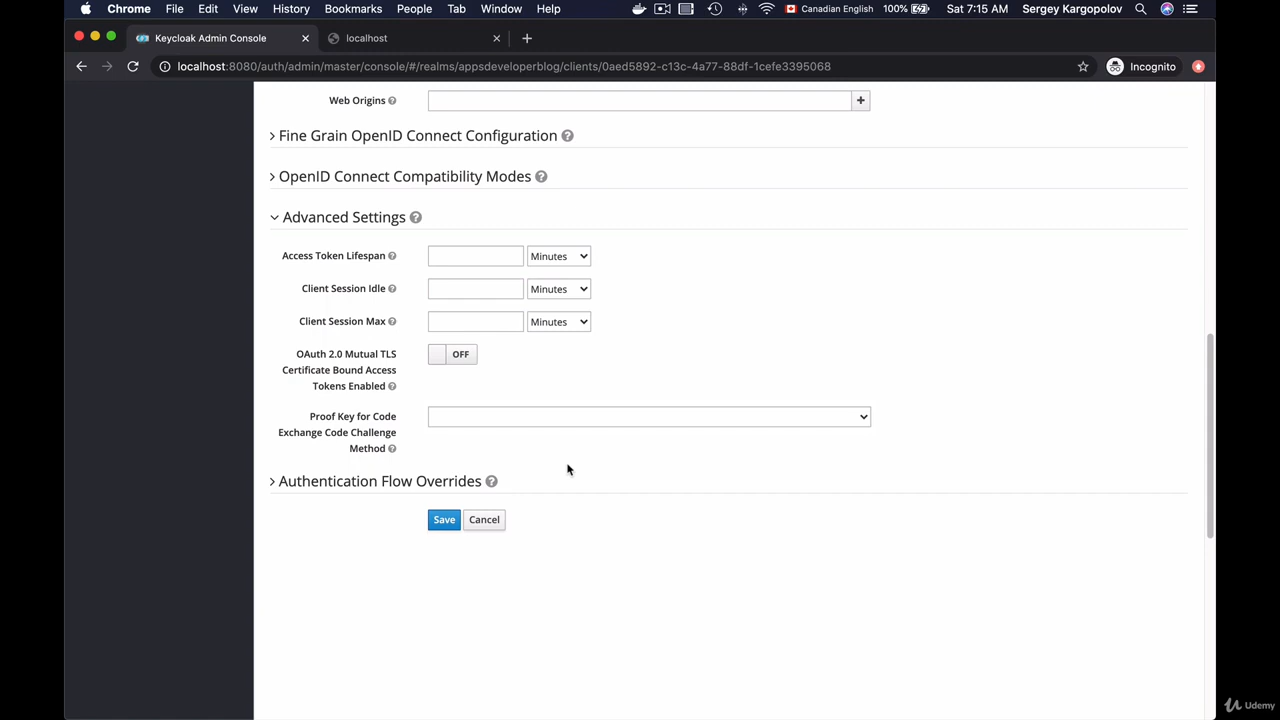 Chrome File Edit View History Bookmarks People Tab Window Help Canadian English 100% Sat 7:15 AM Sergey Kargopolov
Keycloak Admin Console localhost
localhost:8080/auth/admin/master/console/#/realms/appsdeveloperblog/clients/0aed5892-c13c-4a77-88df-1cefe3395068 Incognito
Web Origins
Fine Grain OpenID Connect Configuration
OpenID Connect Compatibility Modes
Advanced Settings
Access Token Lifespan Minutes
Client Session Idle Minutes
Client Session Max Minutes
OAuth 2.0 Mutual TLS OFF
Certificate Bound Access
Tokens Enabled
Proof Key for Code
Exchange Code Challenge
Method
Authentication Flow Overrides
Save Cancel
Udemy